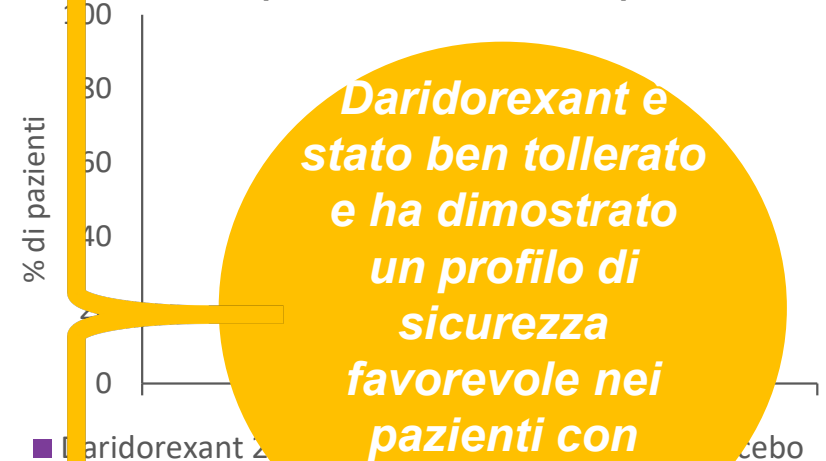 100
80
60
40
0
% di pazienti
Daridorexant è
stato ben tollerato
e ha dimostrato
un profilo di
sicurezza
favorevole nei
pazienti con
Daridorexant 2
cebo